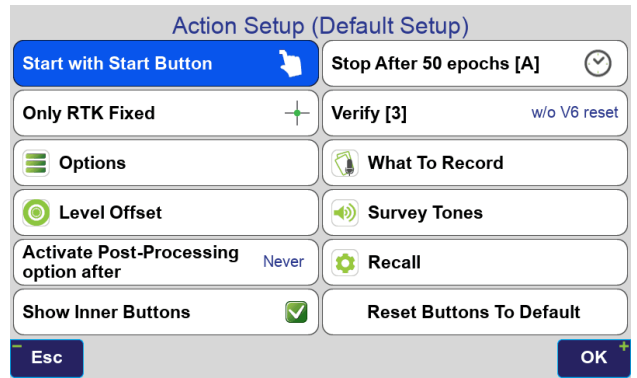 Action Setup (Default Setup)
Start with Start Button
Stop After 50 epochs [A]
Only RTK Fixed
Verify [3]
w/o V6 reset
Options
What To Record
Level Offset
Survey Tones
Activate Post-Processing
option after
Never
Recall
Show Inner Buttons
Reset Buttons To Default
− Esc
OK +